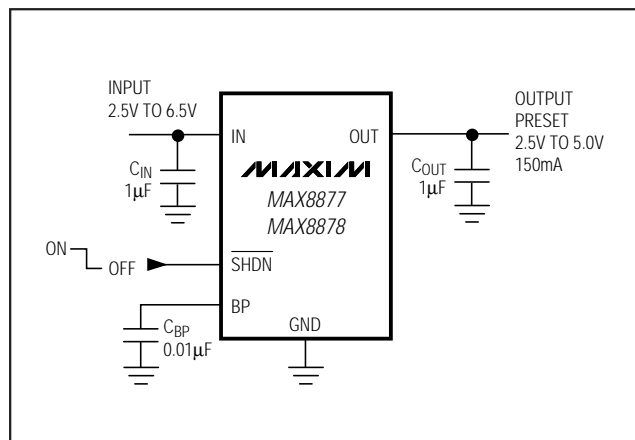 INPUT
2.5V TO 6.5V
IN
OUT
OUTPUT
PRESET
2.5V TO 5.0V
150mA
CIN
1µF
COUT
1µF
MAXIM
MAX8877
MAX8878
ON
OFF
SHDN
BP
CBP
0.01µF
GND